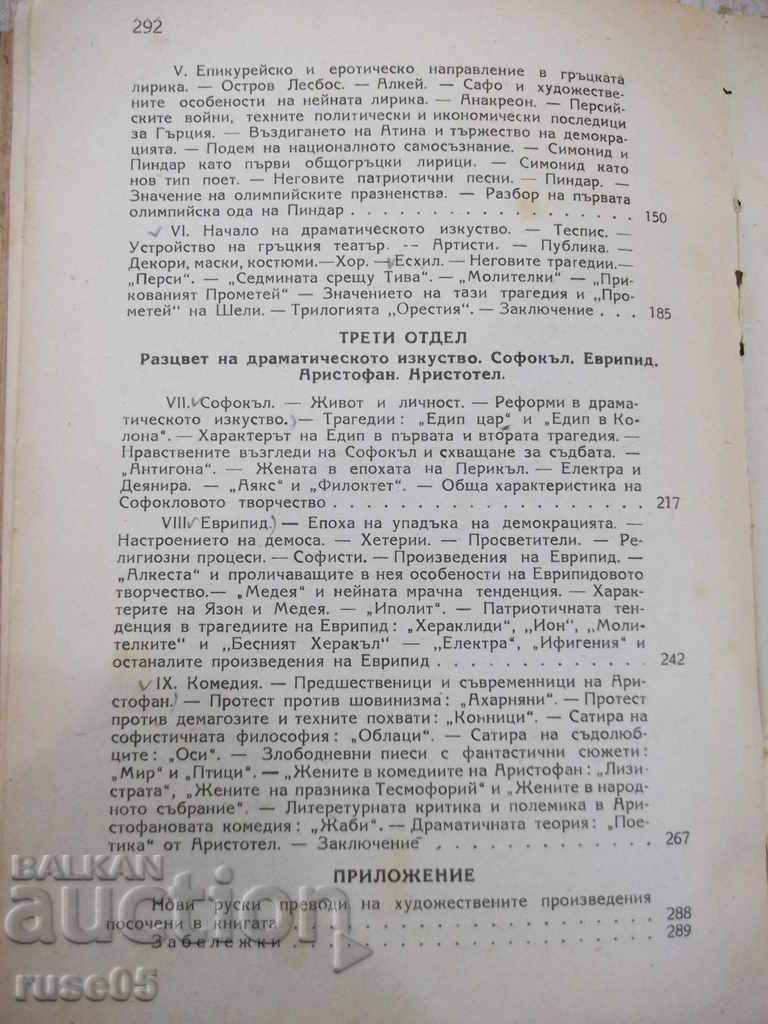 292
V. Епикурейско и еротическо направление в гръцката
лирика. — Остров Лесбос. — Алкей. — Сафо и художестве-
ните особености на нейната лирика. — Анакреон. — Персий-
ските войни, техните политически и икономически последици
за Гърция. — Въздигането на Атина и тържество на демокра-
цията. — Подем на националното самосъзнание. — Симонид и
Пиндар като първи общогръцки лирици. — Симонид като
нов тип поет. — Неговите патриотични песни. — Пиндар. —
Значение на олимпийските празненства. — Разбор на първата
олимпийска ода на Пиндар . . . . . . . . . . . . . . . . . 150
VI. Начало на драматическото изкуство. — Теспис. —
Устройство на гръцкия театър. -- Артисти. — Публика. —
Декори, маски, костюми.—Хор. —Есхил. — Неговите трагедии.—
„Перси“. — „Седмината срещу Тива“. — „Молителки“ — „При-
кованият Прометей“ — Значението на тази трагедия и „Про-
метей“ на Шели. — Трилогията „Орестия“. — Заключение . . . 185
ТРЕТИ ОТДЕЛ
Разцвет на драматическото изкуство. Софокъл. Еврипид.
Аристофан. Аристотел.
VII. Софокъл. — Живот и личност. — Реформи в драма-
тическото изкуство. — Трагедии: „Едип цар“ и „Едип в Ко-
лона“. — Характерът на Едип в първата и втората трагедия. —
Нравствените възгледи на Софокъл и схващане за съдбата. —
„Антигона“. — Жената в епохата на Перикъл. — Електра и
Деянира. — „Аякс“ и „Филоктет“. — Обща характеристика на
Софокловото творчество . . . . . . . . . . . . . . . . . . 217
VIII. Еврипид. — Епоха на упадъка на демокрацията. —
Настроението на демоса. — Хетерии. — Просветители. — Ре-
лигиозни процеси. — Софисти. — Произведения на Еврипид. —
„Алкеста“ и проличаващите в нея особености на Еврипидовото
творчество.— „Медея“ и нейната мрачна тенденция. — Харак-
терите на Язон и Медея. — „Иполит“. — Патриотичната тен-
денция в трагедиите на Еврипид: „Хераклиди“, „Ион“, „Моли-
телките“ и „Бесният Херакъл“ — „Електра“, „Ифигения“ и
останалите произведения на Еврипид . . . . . . . . . . . . 242
IX. Комедия. — Предшественици и съвременници на Ари-
стофан. — Протест против шовинизма: „Ахарняни“. — Протест
против демагозите и техните похвати: „Конници“. — Сатира на
софистичната философия: „Облаци“. — Сатира на съдолюб-
ците: „Оси“. — Злободневни пиеси с фантастични сюжети:
„Мир“ и „Птици“. — „Жените в комедиите на Аристофан: „Лизи-
страта“, „Жените на празника Тесмофорий“ и „Жените в народ-
ното събрание“. — Литературната критика и полемика в Ари-
стофановата комедия: „Жаби“. — Драматичната теория: „Пое-
тика“ от Аристотел. — Заключение . . . . . . . . . . . . . 267
ПРИЛОЖЕНИЕ
Нови руски преводи на художествените произведения
посочени в книгата . . . . . . . . . . . . . . . . . . . . 288
Забележки . . . . . . . . . . . . . . . . . . . . . . . . 289
BALKAN
auction
ruse05